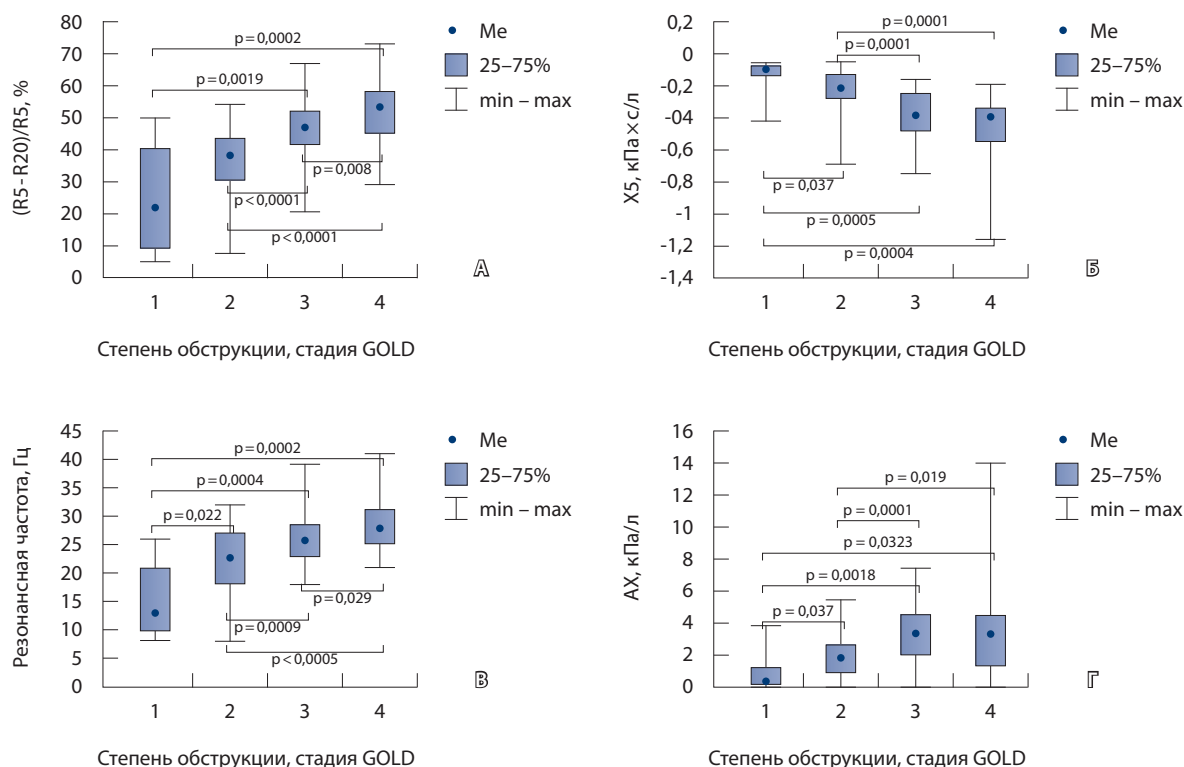 80
70
60
50
40
30
20
10
0
(R5 - R20)/R5, %
p = 0,0002
p = 0,0019
p = 0,008
p < 0,0001
p < 0,0001
1 2 3 4
Степень обструкции, стадия GOLD
Me
25–75%
min – max
А
0,2
0
-0,2
-0,4
-0,6
-0,8
-1
-1,2
-1,4
X5, кПа × с/л
p = 0,0001
p = 0,0001
p = 0,037
p = 0,0005
p = 0,0004
1 2 3 4
Степень обструкции, стадия GOLD
Me
25–75%
min – max
Б
45
40
35
30
25
20
15
10
5
0
Резонансная частота, Гц
p = 0,0002
p = 0,0004
p = 0,022
p = 0,029
p = 0,0009
p < 0,0005
1 2 3 4
Степень обструкции, стадия GOLD
Me
25–75%
min – max
В
16
14
12
10
8
6
4
2
0
AX, кПа/л
p = 0,019
p = 0,0001
p = 0,0323
p = 0,0018
p = 0,037
1 2 3 4
Степень обструкции, стадия GOLD
Me
25–75%
min – max
Г